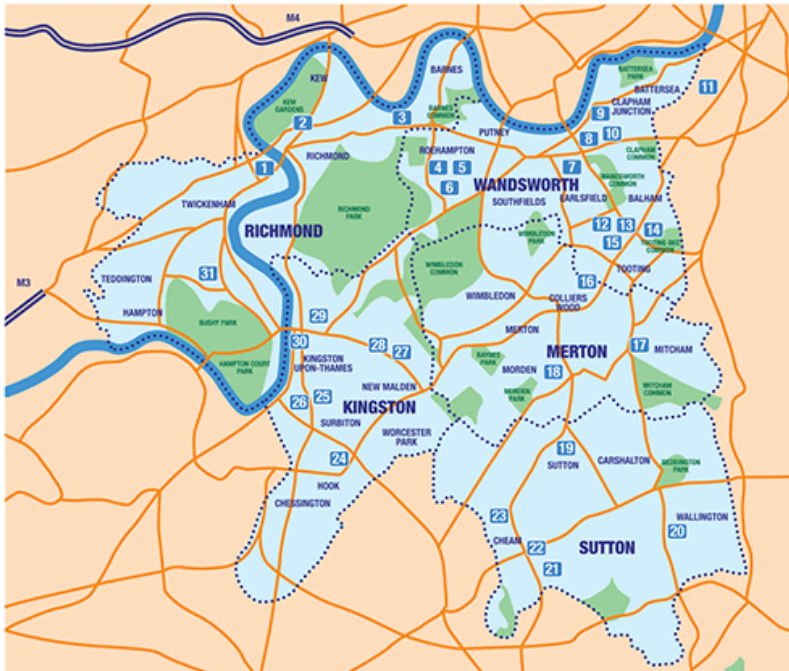 M4
KEW
BARNES
BATTERSEA
PARK
BATTERSEA
11
KEW
GARDENS
2
3
BARNES
COMMON
9
CLAPHAM
JUNCTION
PUTNEY
8
10
1
RICHMOND
ROEHAMPTON
CLAPHAM
COMMON
4
5
6
7
WANDSWORTH
WANDSWORTH
COMMON
TWICKENHAM
RICHMOND
PARK
SOUTHFIELDS
EARLSFIELD
BALHAM
RICHMOND
WIMBLEDON
PARK
12
13
14
15
TOOTING BEC
COMMON
TEDDINGTON
31
WIMBLEDON
COMMON
TOOTING
M3
16
WIMBLEDON
COLLIERS
WOOD
HAMPTON
BUSHY PARK
29
MERTON
30
28
27
MERTON
17
MITCHAM
HAMPTON COURT
PARK
KINGSTON
UPON-THAMES
RAYNES
PARK
MORDEN
18
NEW MALDEN
MORDEN
PARK
MITCHAM
COMMON
26
25
KINGSTON
SURBITON
WORCESTER
PARK
19
24
SUTTON
CARSHALTON
BEDDINGTON
PARK
HOOK
CHESSINGTON
23
WALLINGTON
20
CHEAM
22
SUTTON
21